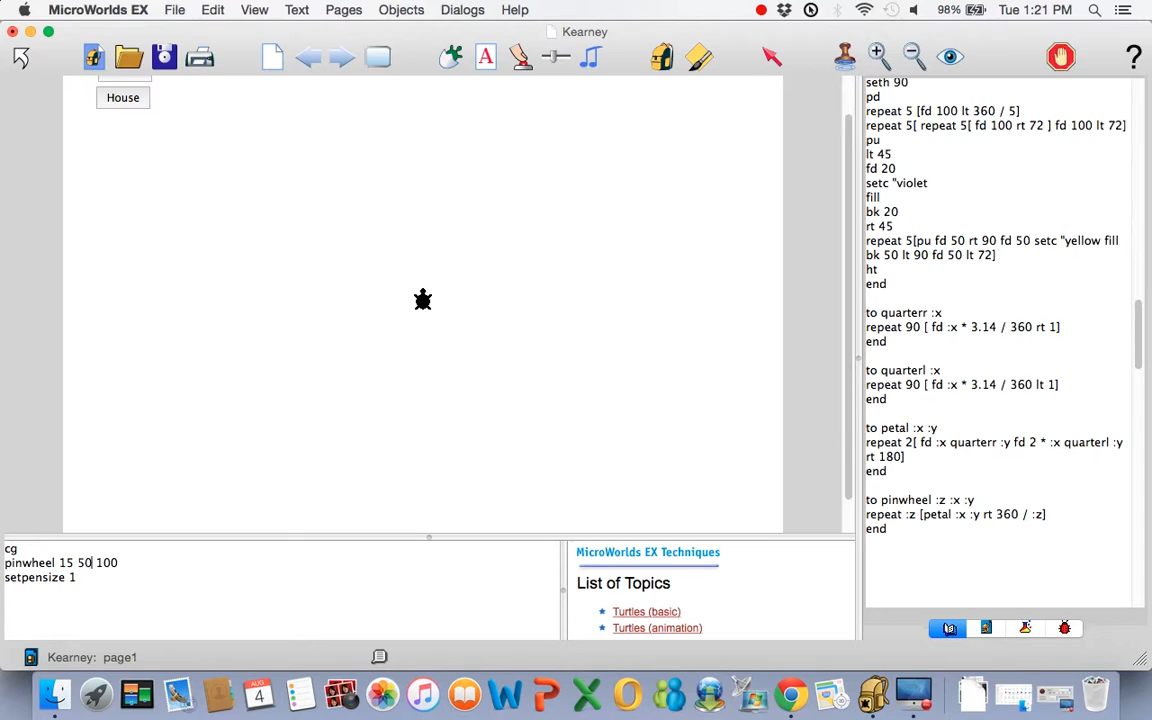 MicroWorlds EX File Edit View Text Pages Objects Dialogs Help 98% Tue 1:21 PM
Kearney
A
?
House
seth 90
pd
repeat 5 [fd 100 lt 360 / 5]
repeat 5[ repeat 5[ fd 100 rt 72 ] fd 100 lt 72]
pu
lt 45
fd 20
setc "violet
fill
bk 20
rt 45
repeat 5[pu fd 50 rt 90 fd 50 setc "yellow fill
bk 50 lt 90 fd 50 lt 72]
ht
end
to quarterr :x
repeat 90 [ fd :x * 3.14 / 360 rt 1]
end
to quarterl :x
repeat 90 [ fd :x * 3.14 / 360 lt 1]
end
to petal :x :y
repeat 2[ fd :x quarterr :y fd 2 * :x quarterl :y
rt 180]
end
to pinwheel :z :x :y
repeat :z [petal :x :y rt 360 / :z]
end
cg
pinwheel 15 50 100
setpensize 1
MicroWorlds EX Techniques
List of Topics
Turtles (basic)
Turtles (animation)
Kearney: page1
AUG
4